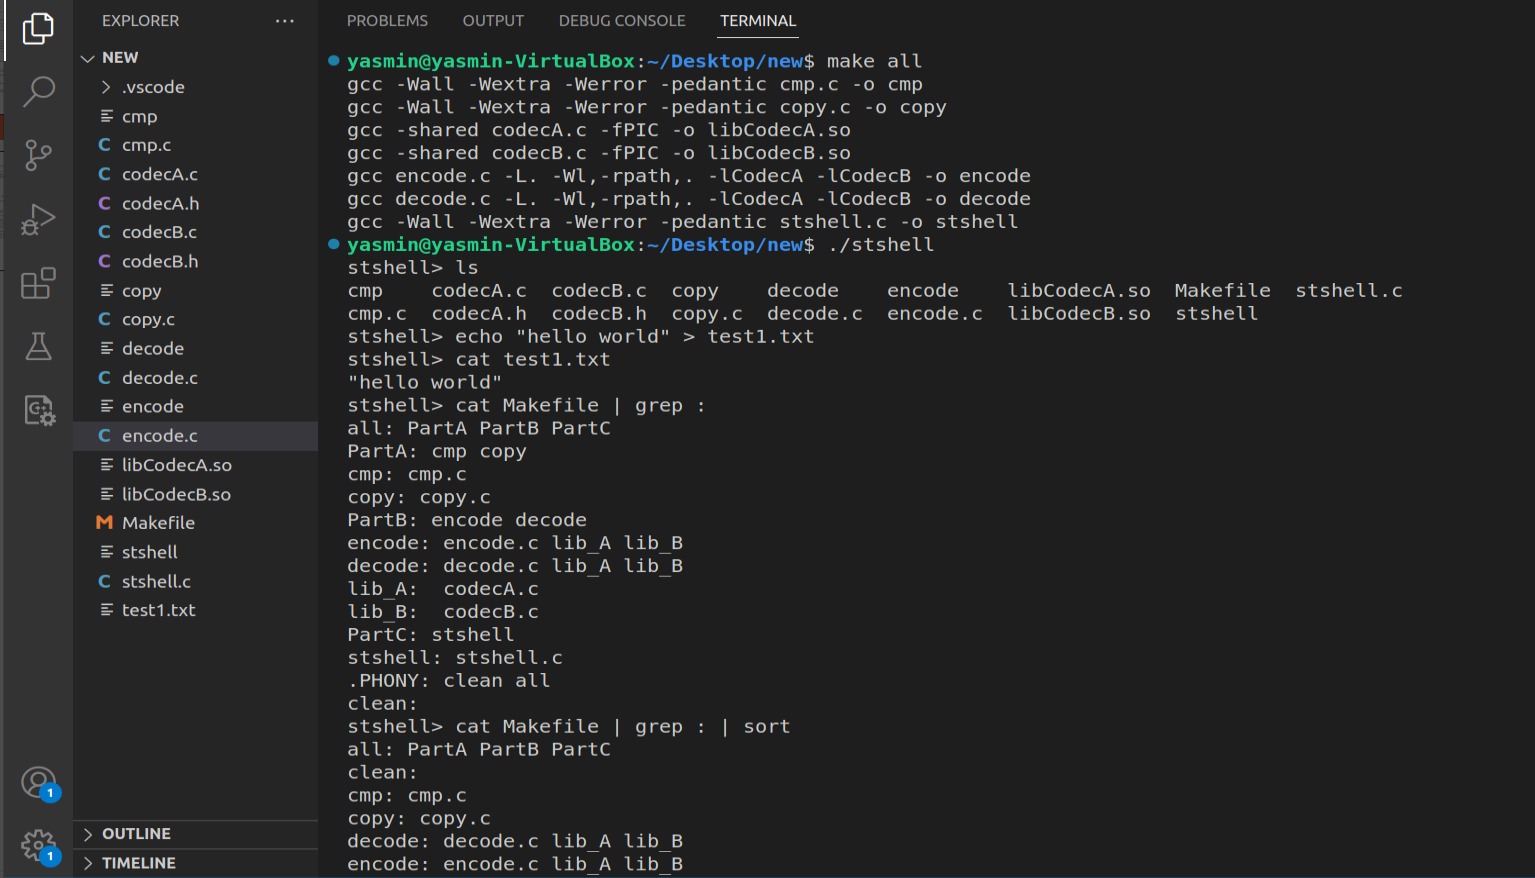 EXPLORER ...
NEW
.vscode
cmp
cmp.c
codecA.c
codecA.h
codecB.c
codecB.h
copy
copy.c
decode
decode.c
encode
encode.c
libCodecA.so
libCodecB.so
Makefile
stshell
stshell.c
test1.txt
OUTLINE
TIMELINE
1
1
PROBLEMS OUTPUT DEBUG CONSOLE TERMINAL
yasmin@yasmin-VirtualBox:~/Desktop/new$ make all
gcc -Wall -Wextra -Werror -pedantic cmp.c -o cmp
gcc -Wall -Wextra -Werror -pedantic copy.c -o copy
gcc -shared codecA.c -fPIC -o libCodecA.so
gcc -shared codecB.c -fPIC -o libCodecB.so
gcc encode.c -L. -Wl,-rpath,. -lCodecA -lCodecB -o encode
gcc decode.c -L. -Wl,-rpath,. -lCodecA -lCodecB -o decode
gcc -Wall -Wextra -Werror -pedantic stshell.c -o stshell
yasmin@yasmin-VirtualBox:~/Desktop/new$ ./stshell
stshell> ls
cmp    codecA.c  codecB.c  copy    decode    encode    libCodecA.so  Makefile  stshell.c
cmp.c  codecA.h  codecB.h  copy.c  decode.c  encode.c  libCodecB.so  stshell
stshell> echo "hello world" > test1.txt
stshell> cat test1.txt
"hello world"
stshell> cat Makefile | grep :
all: PartA PartB PartC
PartA: cmp copy
cmp: cmp.c
copy: copy.c
PartB: encode decode
encode: encode.c lib_A lib_B
decode: decode.c lib_A lib_B
lib_A:  codecA.c
lib_B:  codecB.c
PartC: stshell
stshell: stshell.c
.PHONY: clean all
clean:
stshell> cat Makefile | grep : | sort
all: PartA PartB PartC
clean:
cmp: cmp.c
copy: copy.c
decode: decode.c lib_A lib_B
encode: encode.c lib_A lib_B